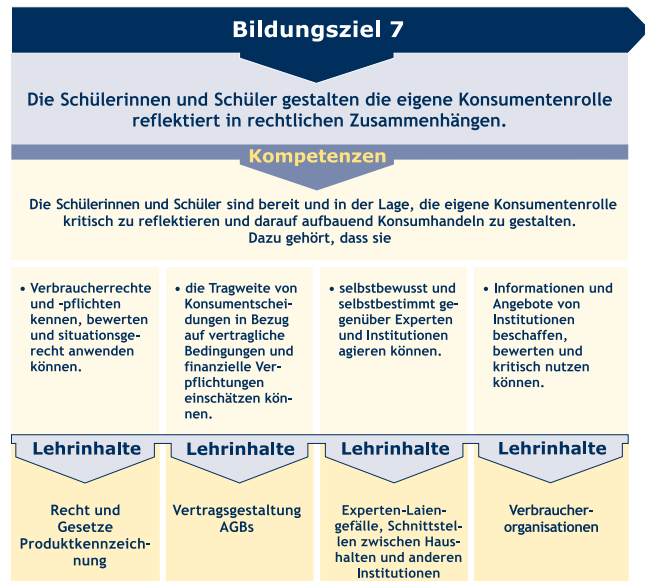 Bildungsziel 7
Die Schülerinnen und Schüler gestalten die eigene Konsumentenrolle
reflektiert in rechtlichen Zusammenhängen.
Kompetenzen
Die Schülerinnen und Schüler sind bereit und in der Lage, die eigene Konsumentenrolle
kritisch zu reflektieren und darauf aufbauend Konsumhandeln zu gestalten.
Dazu gehört, dass sie
• Verbraucherrechte
und -pflichten
kennen, bewerten
und situationsge-
recht anwenden
können.
• die Tragweite von
Konsumentschei-
dungen in Bezug
auf vertragliche
Bedingungen und
finanzielle Ver-
pflichtungen
einschätzen kön-
nen.
• selbstbewusst und
selbstbestimmt ge-
genüber Experten
und Institutionen
agieren können.
• Informationen und
Angebote von
Institutionen
beschaffen,
bewerten und
kritisch nutzen
können.
Lehrinhalte
Recht und
Gesetze
Produktkennzeich-
nung
Lehrinhalte
Vertragsgestaltung
AGBs
Lehrinhalte
Experten-Laien-
gefälle, Schnittstel-
len zwischen Haus-
halten und anderen
Institutionen
Lehrinhalte
Verbraucher-
organisationen